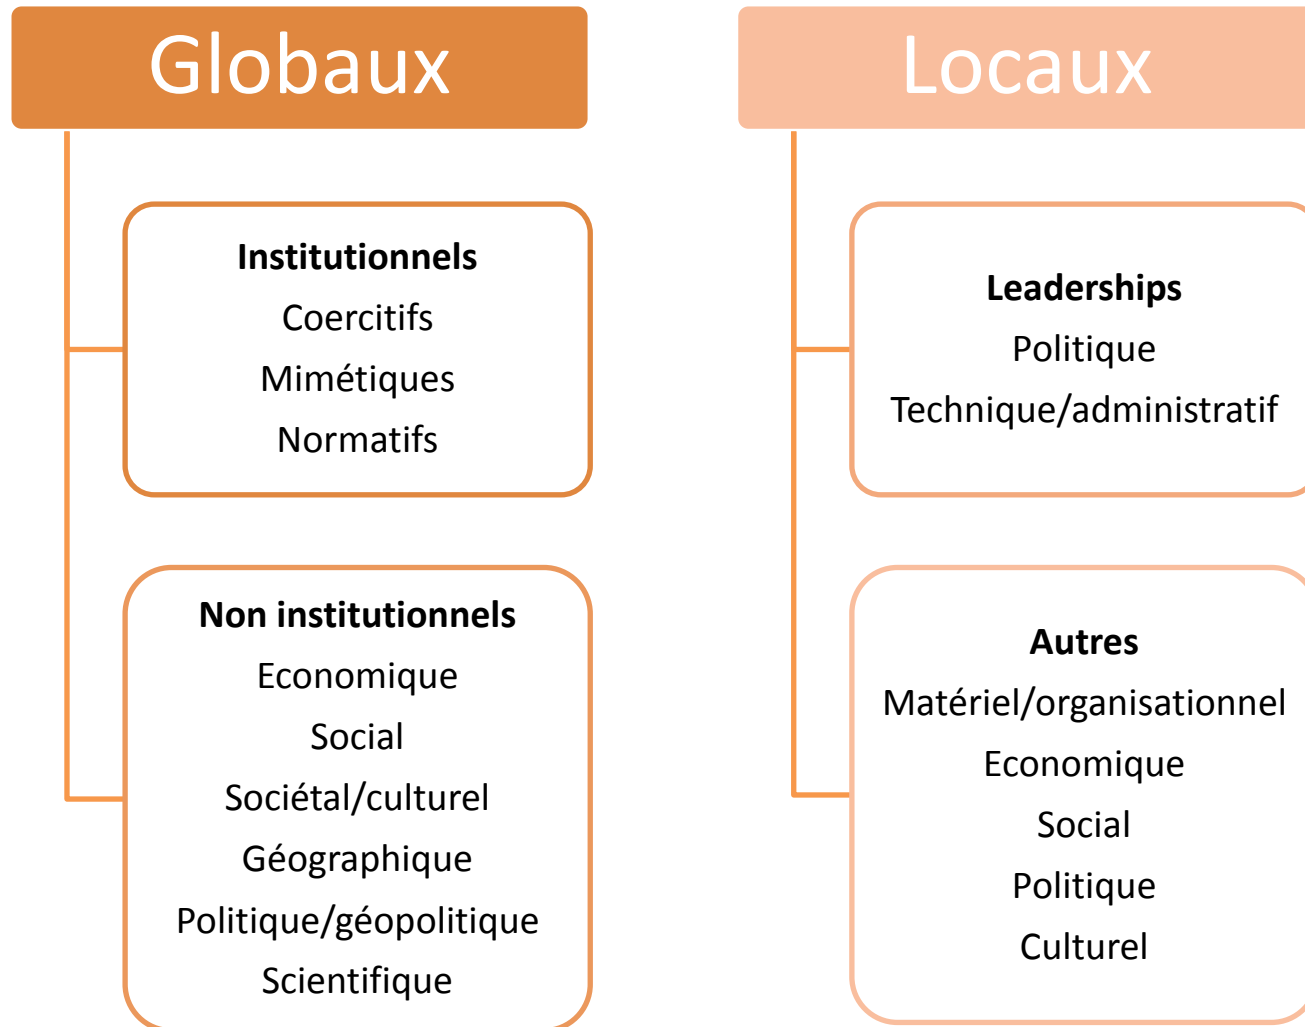 Globaux
Institutionnels
Coercitifs
Mimétiques
Normatifs
Non institutionnels
Economique
Social
Sociétal/culturel
Géographique
Politique/géopolitique
Scientifique
Locaux
Leaderships
Politique
Technique/administratif
Autres
Matériel/organisationnel
Economique
Social
Politique
Culturel